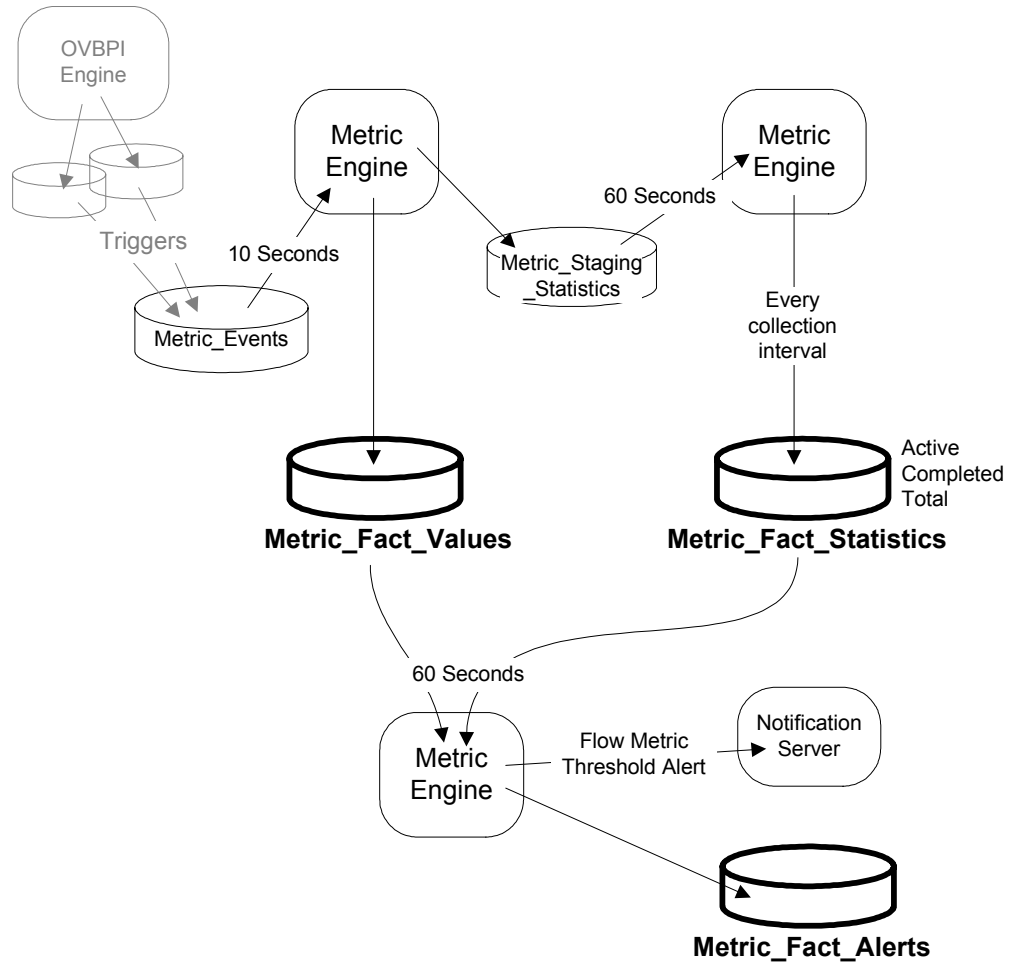 OVBPI
Engine
Metric
Engine
Metric
Engine
60 Seconds
Triggers
10 Seconds
Metric_Staging
_Statistics
Metric_Events
Every
collection
interval
Active
Completed
Total
Metric_Fact_Values
Metric_Fact_Statistics
60 Seconds
Metric
Engine
Flow Metric
Threshold Alert
Notification
Server
Metric_Fact_Alerts